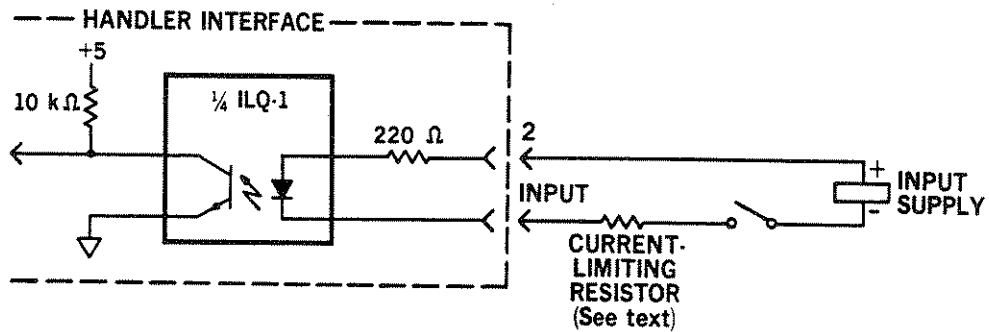 HANDLER INTERFACE
+5
10 kΩ
¼ ILQ-1
220 Ω
2
INPUT
+
-
INPUT
SUPPLY
CURRENT-
LIMITING
RESISTOR
(See text)